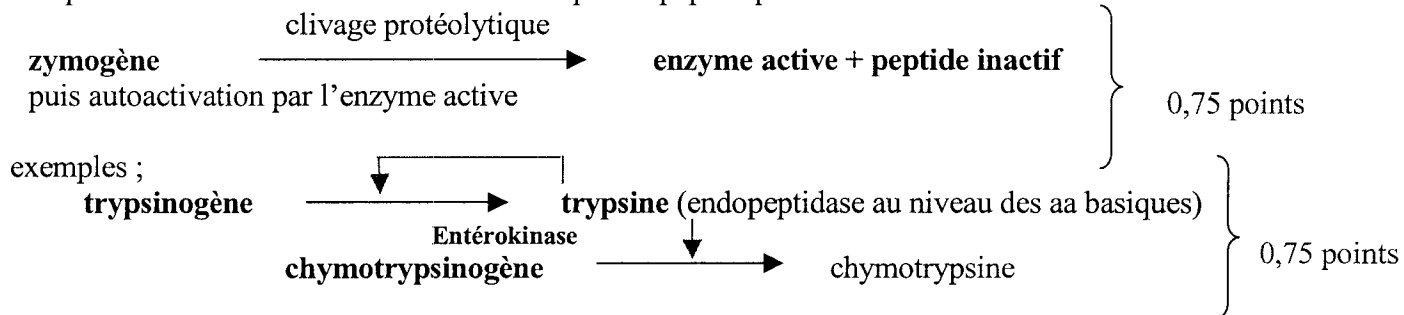 clivage protéolytique
zymogène enzyme active + peptide inactif
puis autoactivation par l'enzyme active
0,75 points
exemples ;
trypsinogène trypsine (endopeptidase au niveau des aa basiques)
Entérokinase
chymotrypsinogène chymotrypsine
0,75 points